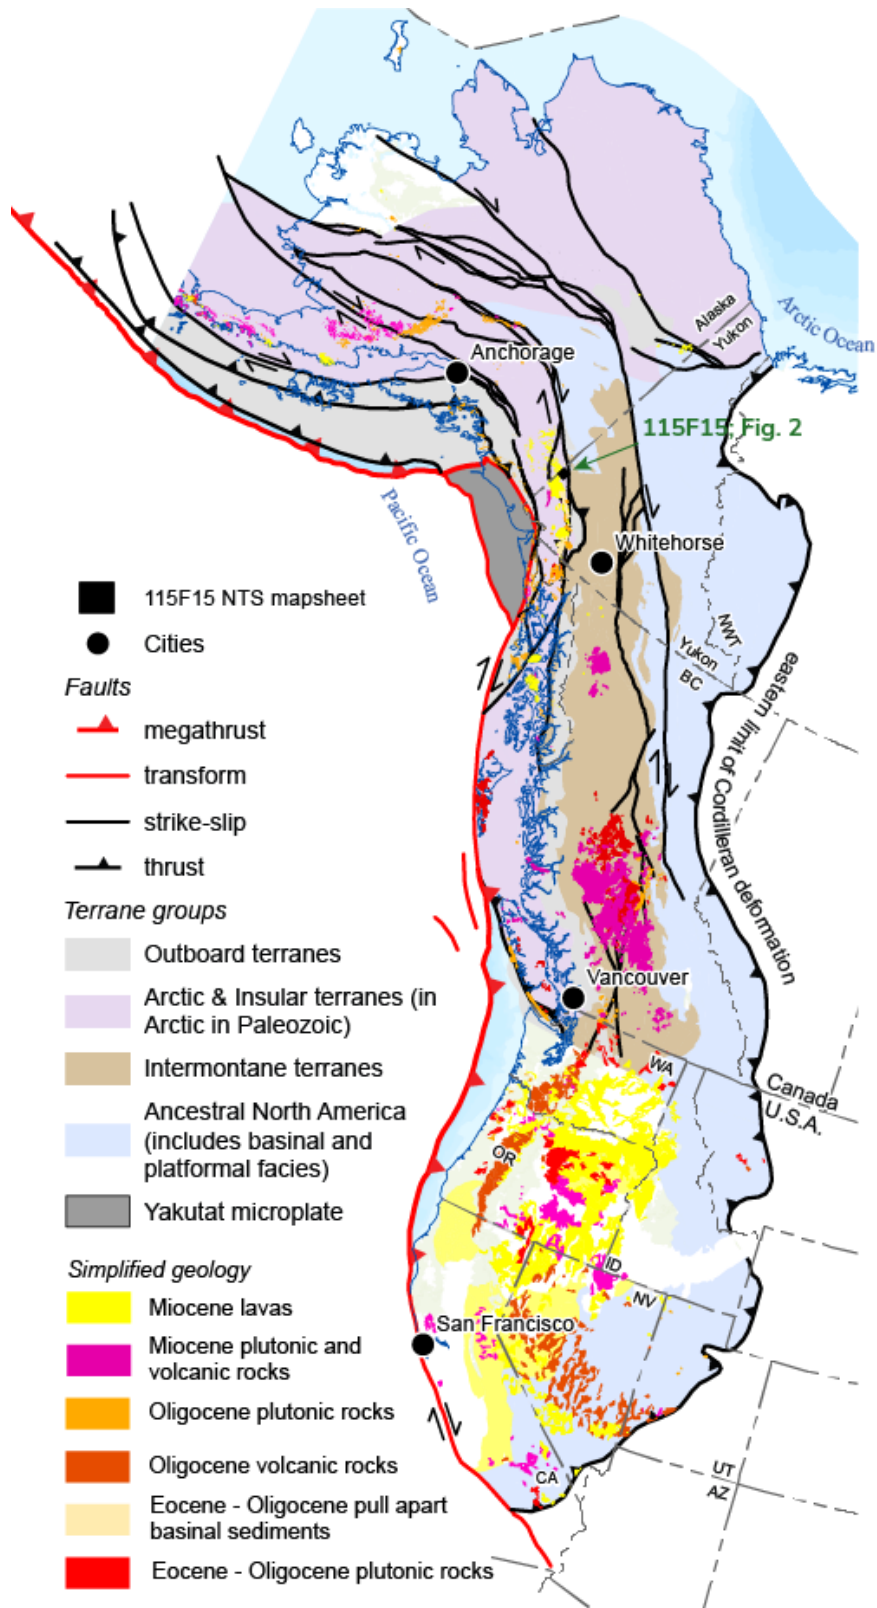 Alaska
Yukon
Arctic Ocean
Anchorage
115F15; Fig. 2
Pacific Ocean
Whitehorse
NWT
Yukon
BC
eastern limit of Cordilleran deformation
115F15 NTS mapsheet
Cities
Faults
megathrust
transform
strike-slip
thrust
Terrane groups
Outboard terranes
Arctic & Insular terranes (in
Arctic in Paleozoic)
Intermontane terranes
Ancestral North America
(includes basinal and
platformal facies)
Yakutat microplate
Vancouver
WA
Canada
U.S.A.
OR
ID
NV
San Francisco
CA
UT
AZ
Simplified geology
Miocene lavas
Miocene plutonic and
volcanic rocks
Oligocene plutonic rocks
Oligocene volcanic rocks
Eocene - Oligocene pull apart
basinal sediments
Eocene - Oligocene plutonic rocks